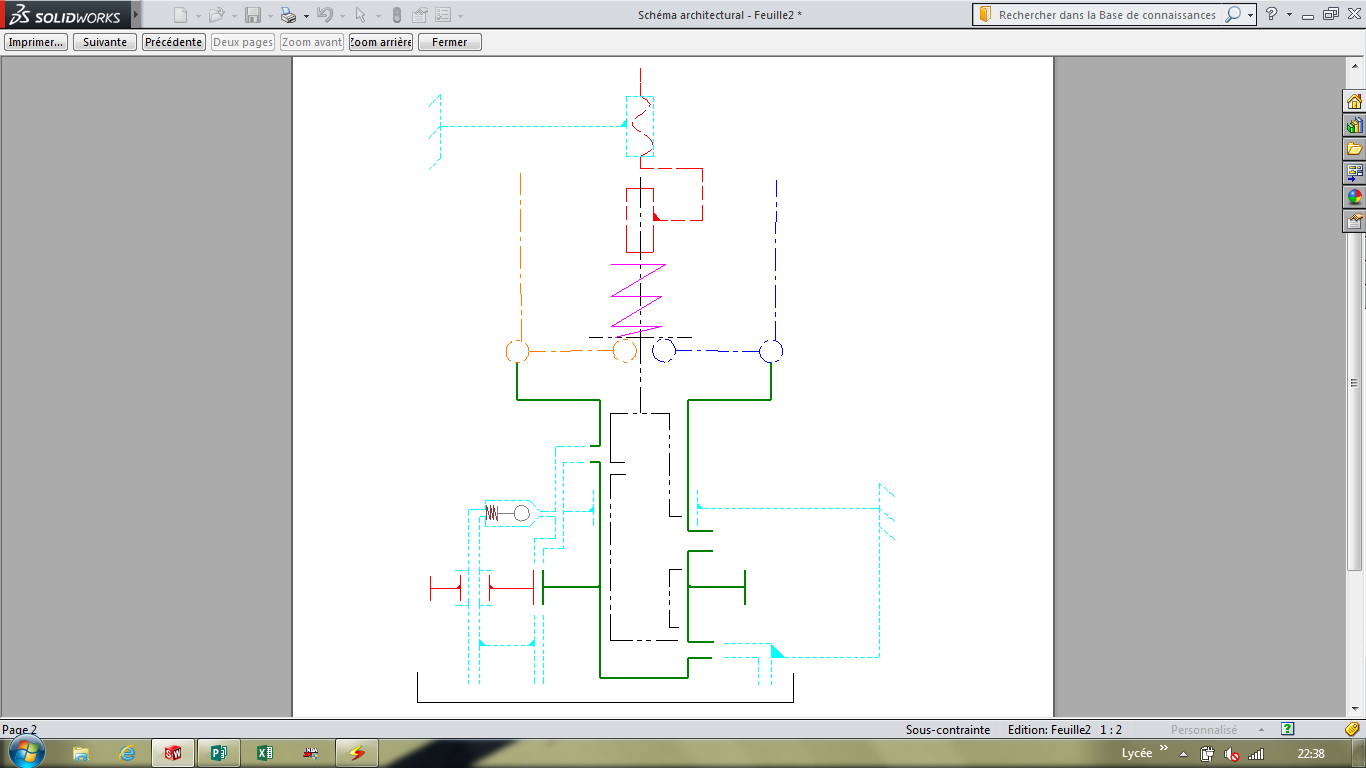 SOLIDWORKS
Schéma architectural - Feuille2 *
Rechercher dans la Base de connaissances
?
Imprimer...
Suivante
Précédente
Deux pages
Zoom avant
Zoom arrière
Fermer
Page 2
Sous-contrainte
Edition: Feuille2
1 : 2
Personnalisé
?
SW
P
X
Lycée
22:38